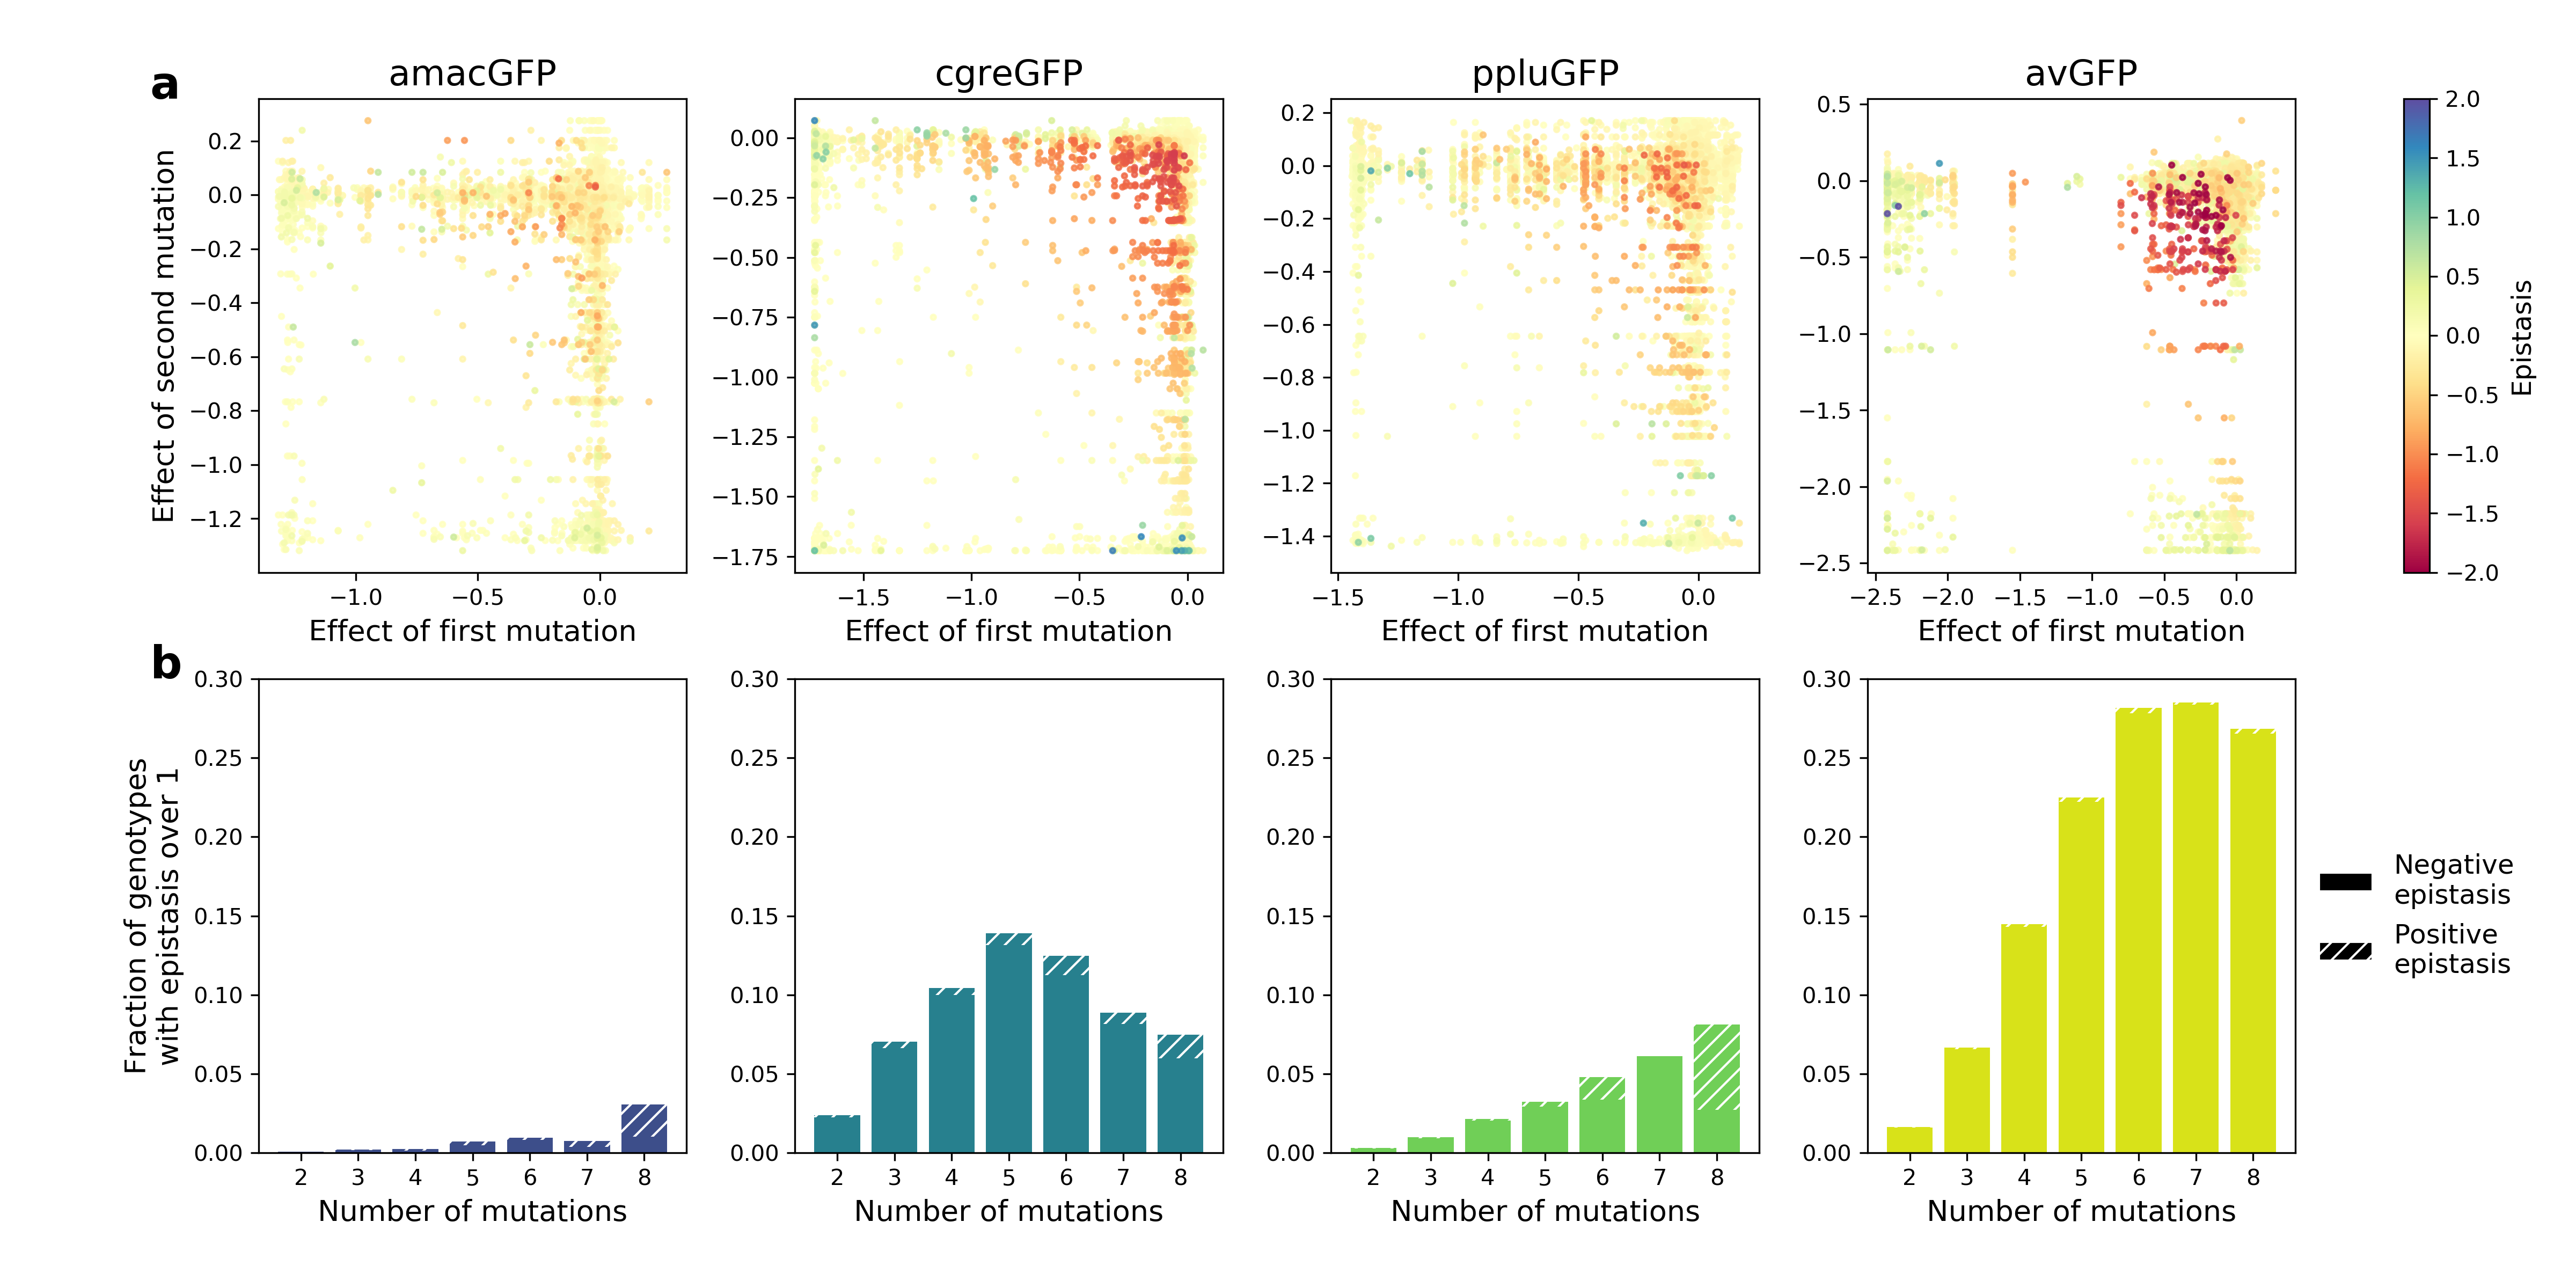 a
amacGFP
cgreGFP
ppluGFP
avGFP
Effect of second mutation
0.2
0.0
−0.2
−0.4
−0.6
−0.8
−1.0
−1.2
−1.0 −0.5 0.0
Effect of first mutation
0.00
−0.25
−0.50
−0.75
−1.00
−1.25
−1.50
−1.75
−1.5 −1.0 −0.5 0.0
Effect of first mutation
0.2
0.0
−0.2
−0.4
−0.6
−0.8
−1.0
−1.2
−1.4
−1.5 −1.0 −0.5 0.0
Effect of first mutation
0.5
0.0
−0.5
−1.0
−1.5
−2.0
−2.5
−2.5 −2.0 −1.5 −1.0 −0.5 0.0
Effect of first mutation
2.0
1.5
1.0
0.5
0.0
−0.5
−1.0
−1.5
−2.0
Epistasis
b
Fraction of genotypes
with epistasis over 1
0.30
0.25
0.20
0.15
0.10
0.05
0.00
2 3 4 5 6 7 8
Number of mutations
0.30
0.25
0.20
0.15
0.10
0.05
0.00
2 3 4 5 6 7 8
Number of mutations
0.30
0.25
0.20
0.15
0.10
0.05
0.00
2 3 4 5 6 7 8
Number of mutations
0.30
0.25
0.20
0.15
0.10
0.05
0.00
2 3 4 5 6 7 8
Number of mutations
Negative
epistasis
Positive
epistasis